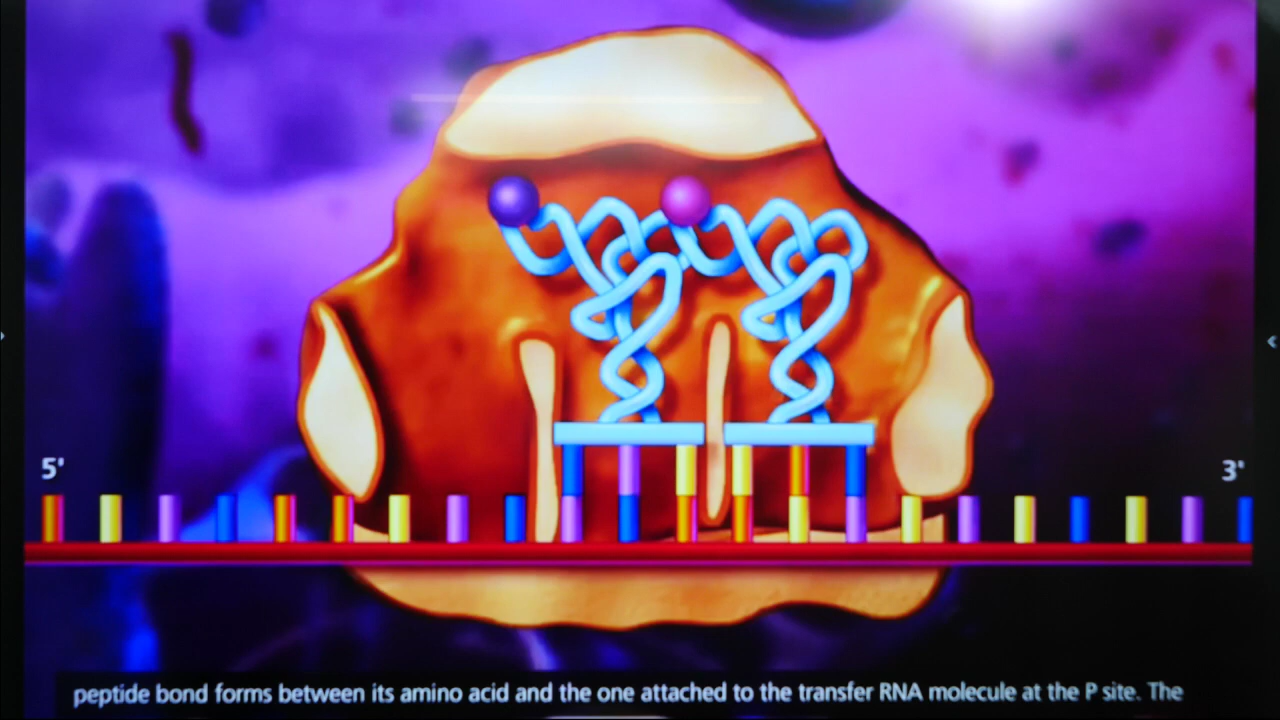 5'
3'
peptide bond forms between its amino acid and the one attached to the transfer RNA molecule at the P site. The